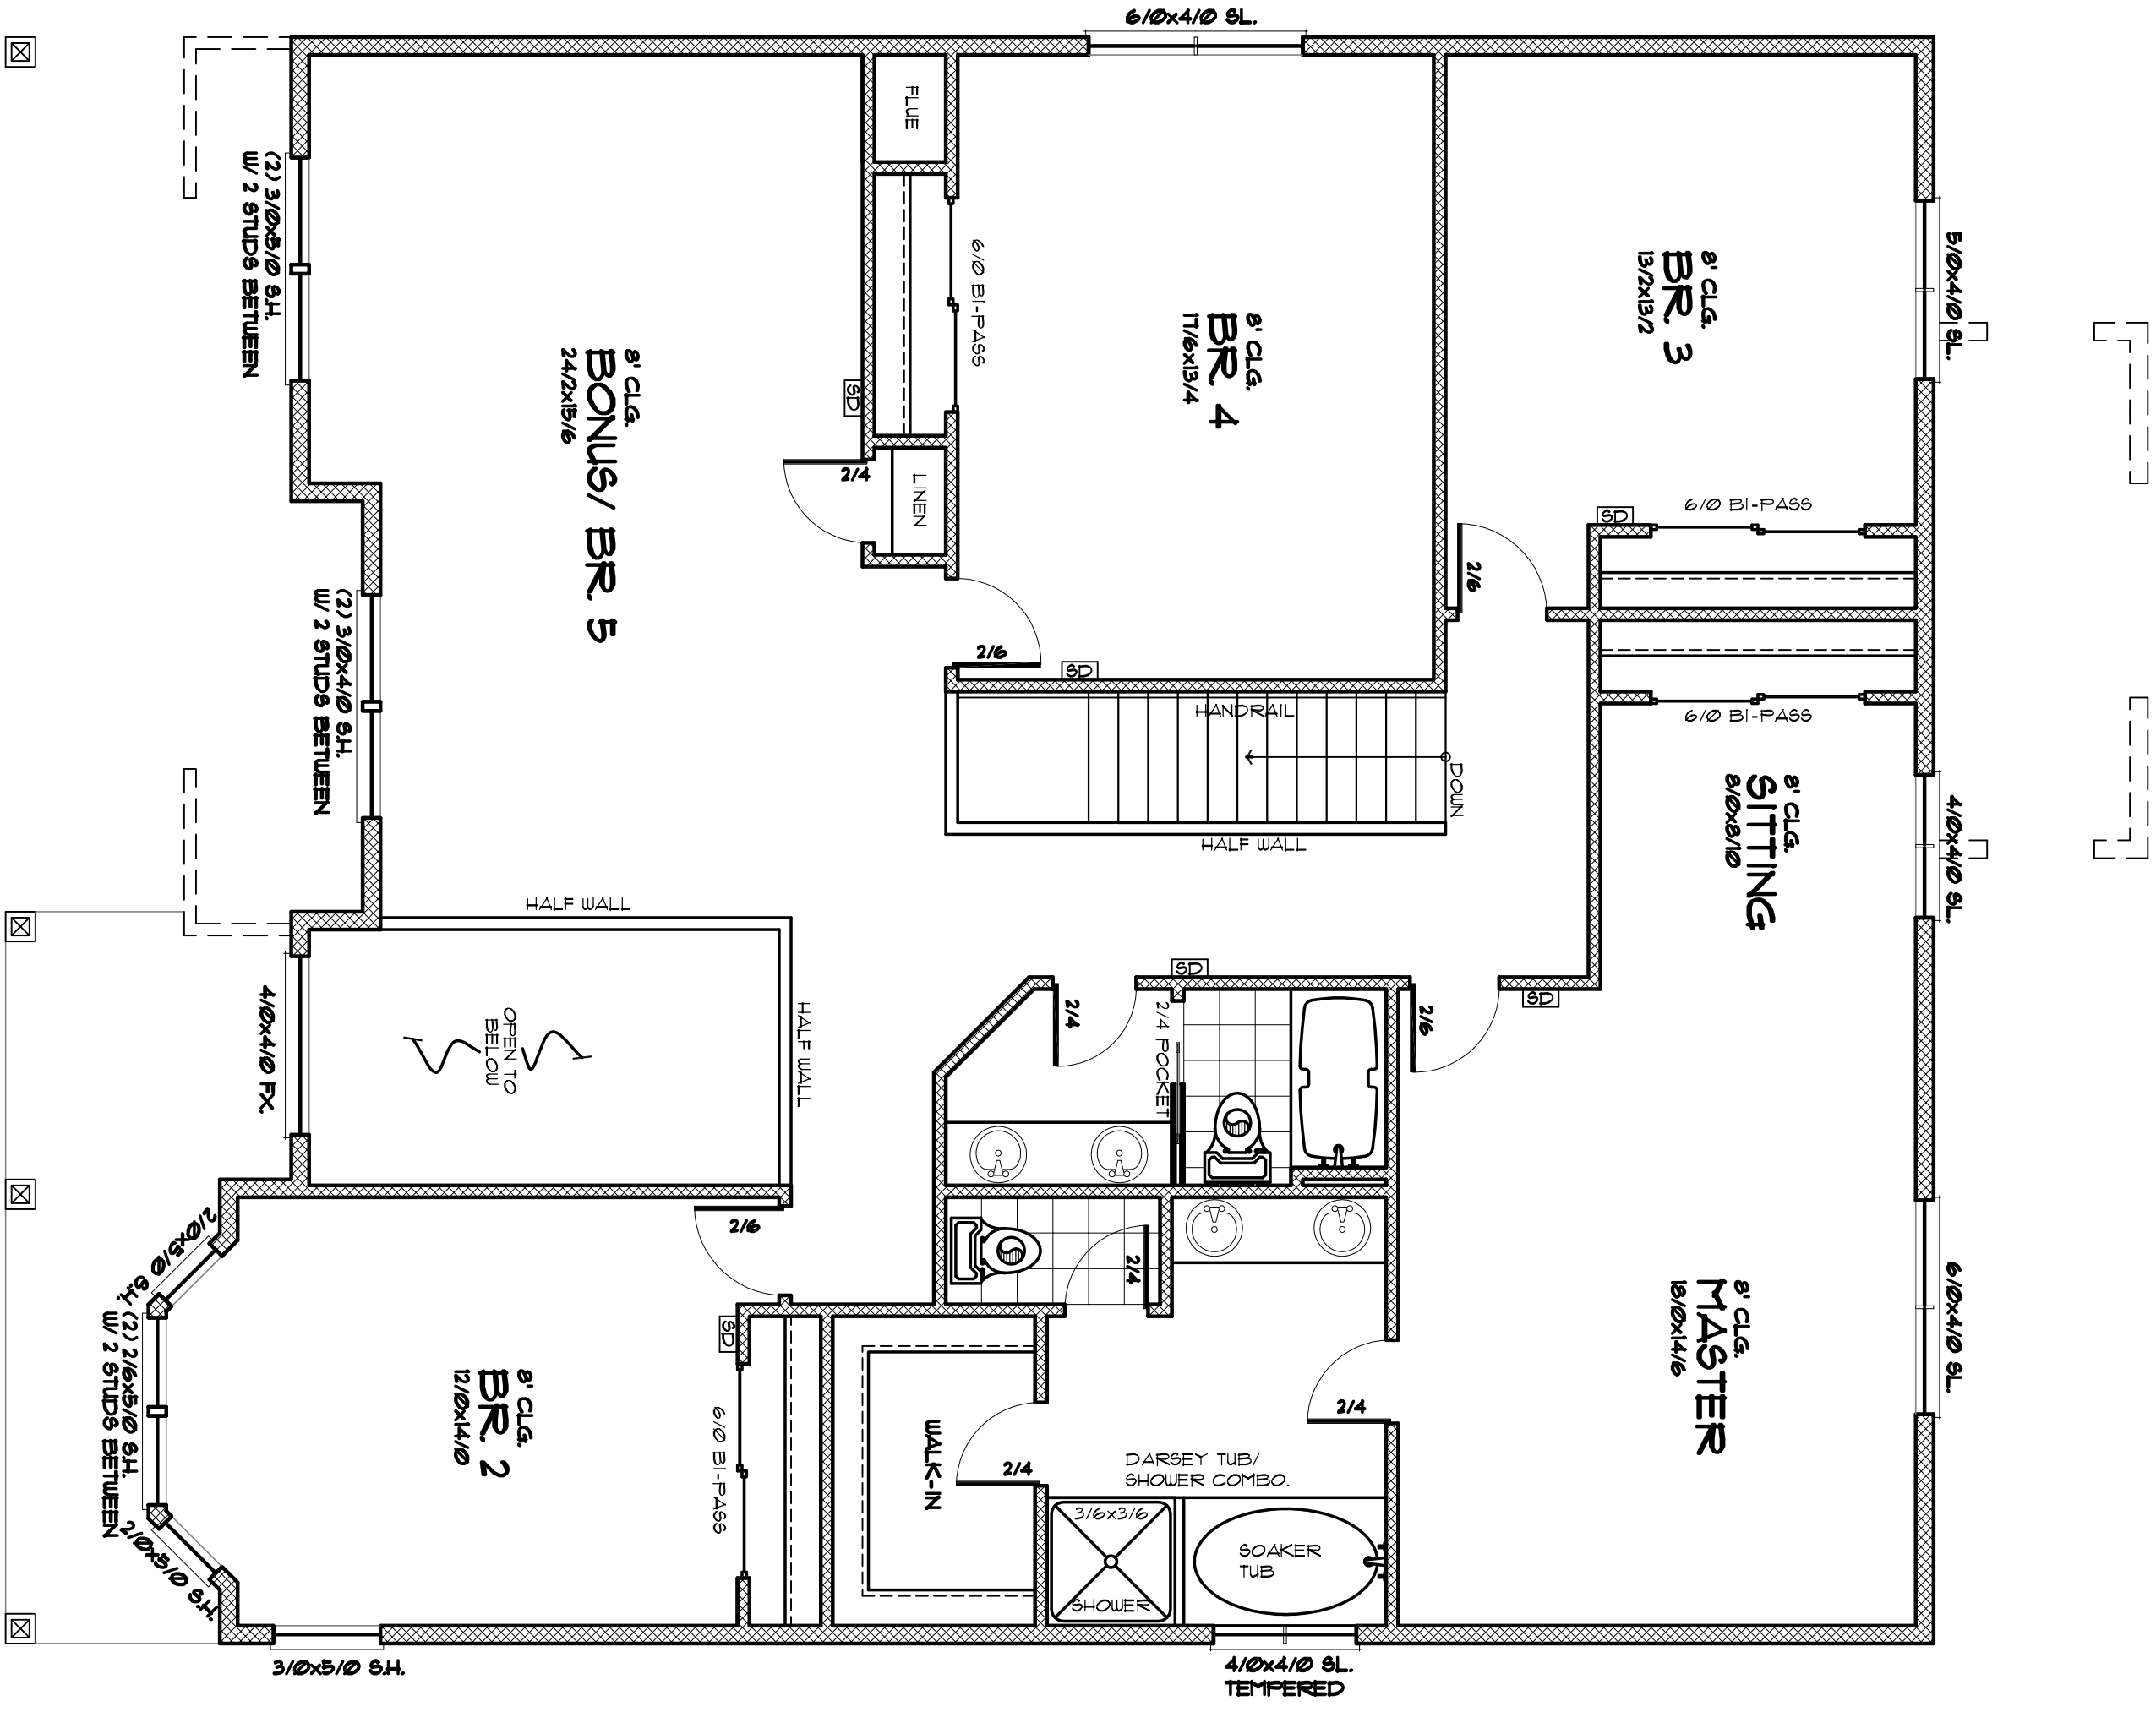 6/0x4/0 SL.
FLUE
(2) 3/0x5/0 S.H.
W/ 2 STUDS BETWEEN
8' CLG.
BONUS/ BR. 5
24/2x15/6
SD
2/4
LINEN
6/0 BI-PASS
8' CLG.
BR. 4
17/6x13/4
2/6
SD
8' CLG.
BR. 3
13/2x13/2
5/0x4/0 SL.
2/6
SD
6/0 BI-PASS
6/0 BI-PASS
(2) 3/0x4/0 S.H.
W/ 2 STUDS BETWEEN
HANDRAIL
DOWN
HALF WALL
8' CLG.
SITTING
8/0x8/10
4/0x4/0 SL.
HALF WALL
HALF WALL
OPEN TO
BELOW
4/0x4/0 FX.
2/4
SD
2/4 POCKET
2/6
SD
2/6
2/4
2/0x5/0 S.H.
(2) 2/6x5/0 S.H.
W/ 2 STUDS BETWEEN
2/0x5/0 S.H.
8' CLG.
BR. 2
12/0x14/0
SD
6/0 BI-PASS
WALK-IN
2/4
2/4
DARSEY TUB/
SHOWER COMBO.
3/6x3/6
SHOWER
SOAKER
TUB
8' CLG.
MASTER
18/0x14/6
6/0x4/0 SL.
3/0x5/0 S.H.
4/0x4/0 SL.
TEMPERED